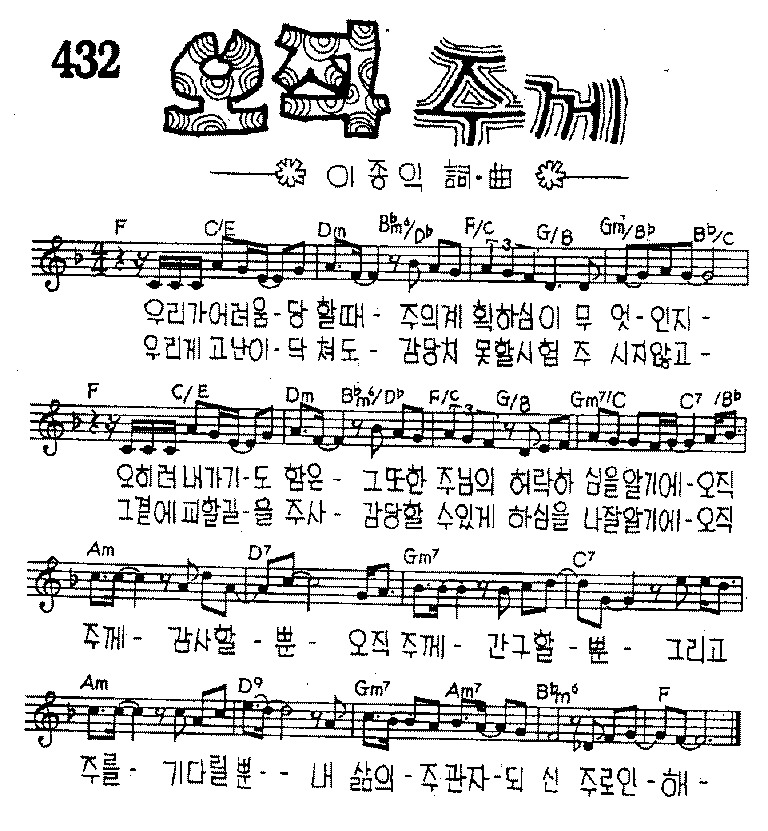 432 오직 주께
이종익 詞·曲
F C/E Dm B♭m6/D♭ F/C G/B Gm7/B♭ B♭/C
4/4
3
우리가어려움-당 할때- 주의계 획하심이 무 엇-인지-
우리게 고난이-닥 쳐도- 감당치 못할시험 주 시지않고-
F C/E Dm B♭m6/D♭ F/C G/B Gm7/C C7 /B♭
3
오히려 내가기-도 함은- 그또한 주님의 허락하 심을알기에-오직
그곁에 피할길-을 주사- 감당할 수있게 하심을 나잘알기에-오직
Am D7 Gm7 C7
주께- 감사할-뿐- 오직 주께- 간구할-뿐- 그리고
Am D9 Gm7 Am7 B♭m6 F
주를- 기다릴뿐-- 내 삶의-주관자-되 신 주로인-해-